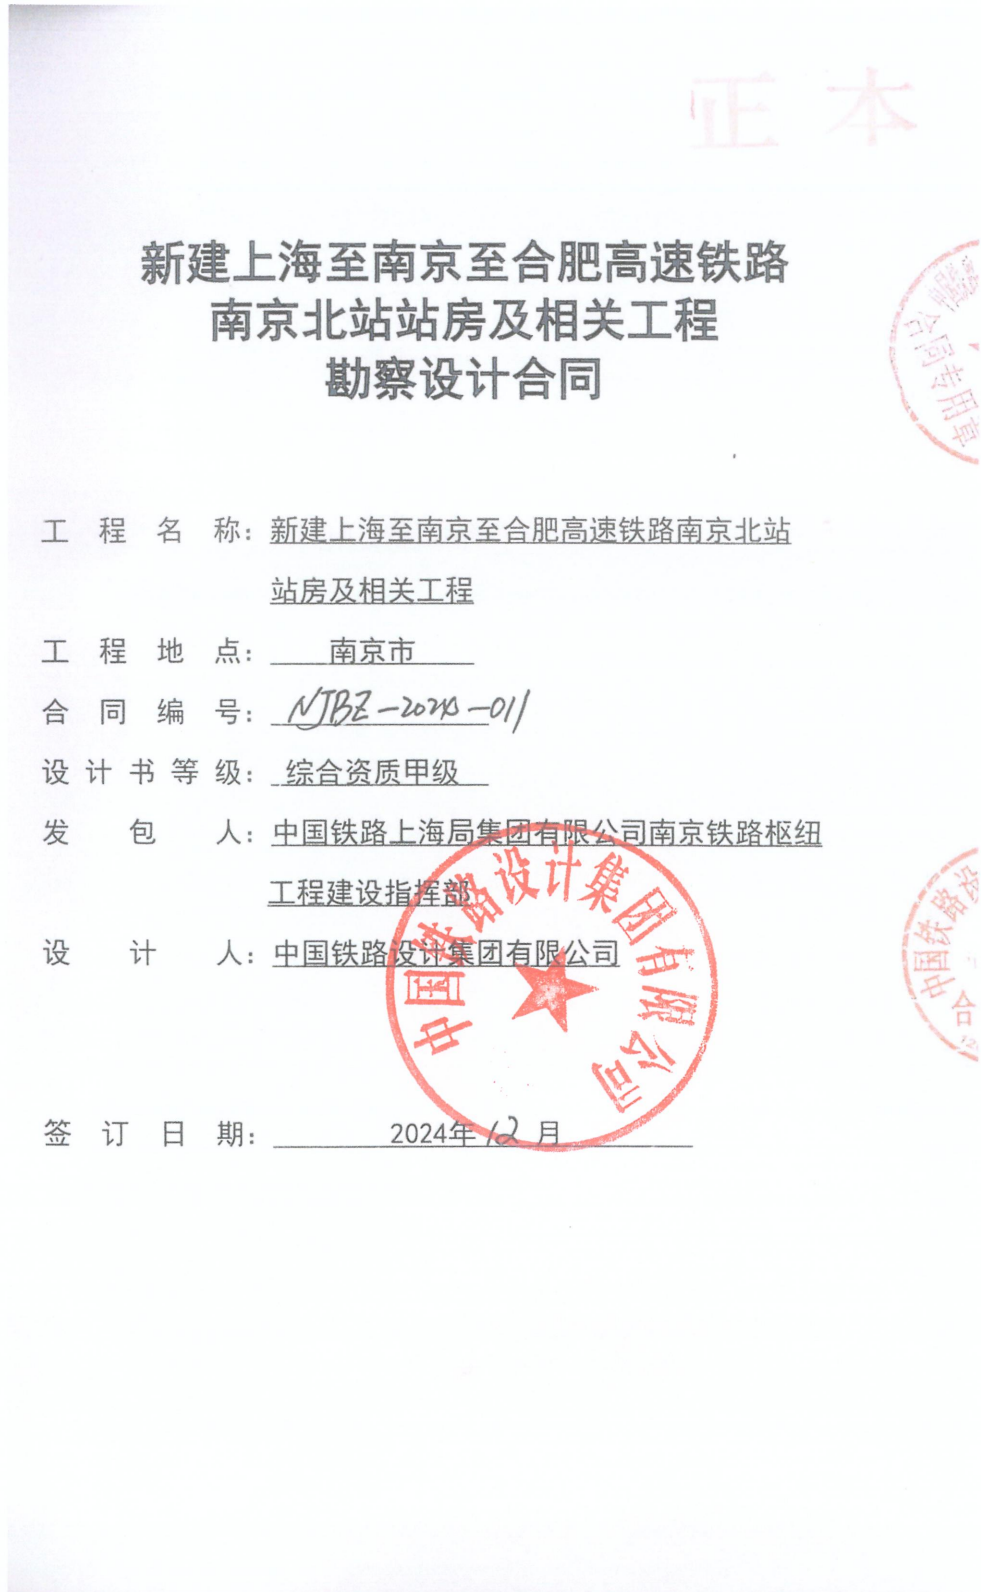 正本
新建上海至南京至合肥高速铁路
南京北站站房及相关工程
勘察设计合同
合同专用章
工程名称：新建上海至南京至合肥高速铁路南京北站
站房及相关工程
工程地点：南京市
合同编号：NJBZ-2024-011
设计书等级：综合资质甲级
发包人：中国铁路上海局集团有限公司南京铁路枢纽
工程建设指挥部
设计人：中国铁路设计集团有限公司
中国铁路设计集团有限公司
中国铁路设
合
签订日期：2024年12月